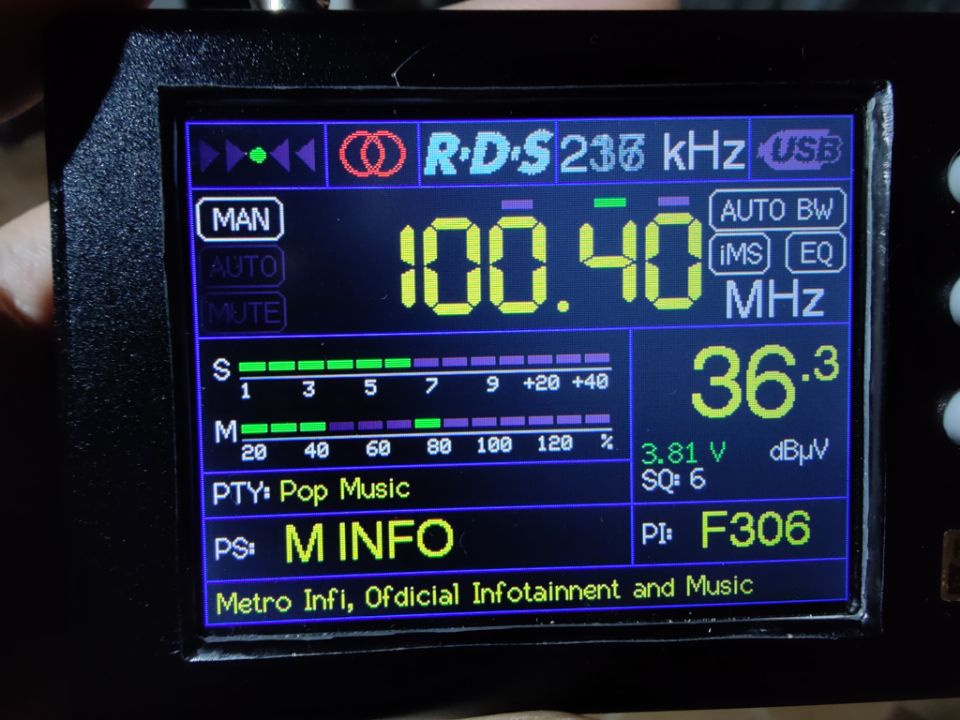 R·D·S kHz USB
MAN 100.40 AUTO BW
AUTO iMS EQ
MUTE MHz
S
1 3 5 7 9 +20 +40
36.3
M
20 40 60 80 100 120 %
3.81 V dBµV
SQ: 6
PTY: Pop Music
PS: M INFO PI: F306
Metro Infi, Ofdicial Infotainnent and Music